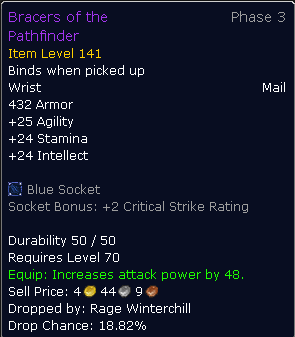 Bracers of the Phase 3
Pathfinder
Item Level 141
Binds when picked up
Wrist Mail
432 Armor
+25 Agility
+24 Stamina
+24 Intellect
Blue Socket
Socket Bonus: +2 Critical Strike Rating
Durability 50 / 50
Requires Level 70
Equip: Increases attack power by 48.
Sell Price: 4 44 9
Dropped by: Rage Winterchill
Drop Chance: 18.82%